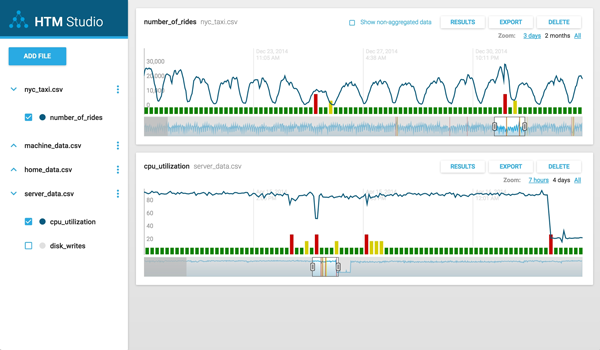 HTM Studio
ADD FILE
nyc_taxi.csv
number_of_rides
machine_data.csv
home_data.csv
server_data.csv
cpu_utilization
disk_writes
number_of_rides nyc_taxi.csv
Show non-aggregated data
RESULTS
EXPORT
DELETE
Zoom: 3 days 2 months All
Dec 23, 2014
11:03 AM
Dec 27, 2014
4:39 AM
Dec 30, 2014
10:11 PM
30,000
20,000
10,000
0
cpu_utilization server_data.csv
RESULTS
EXPORT
DELETE
Zoom: 7 hours 4 days All
80
60
40
20